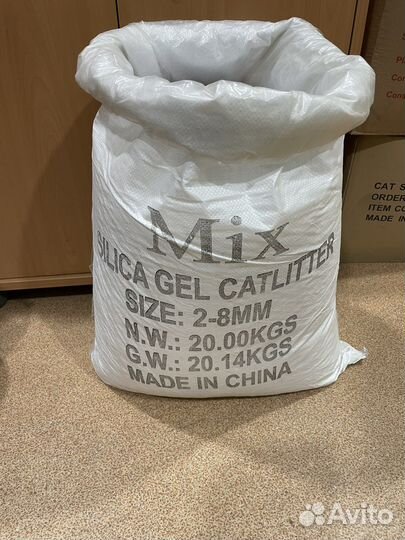 Mix
SILICA GEL CATLITTER
SIZE: 2-8MM
N.W.: 20.00KGS
G.W.: 20.14KGS
MADE IN CHINA
CAT S
ORDER
ITEM CO
MADE IN
Avito